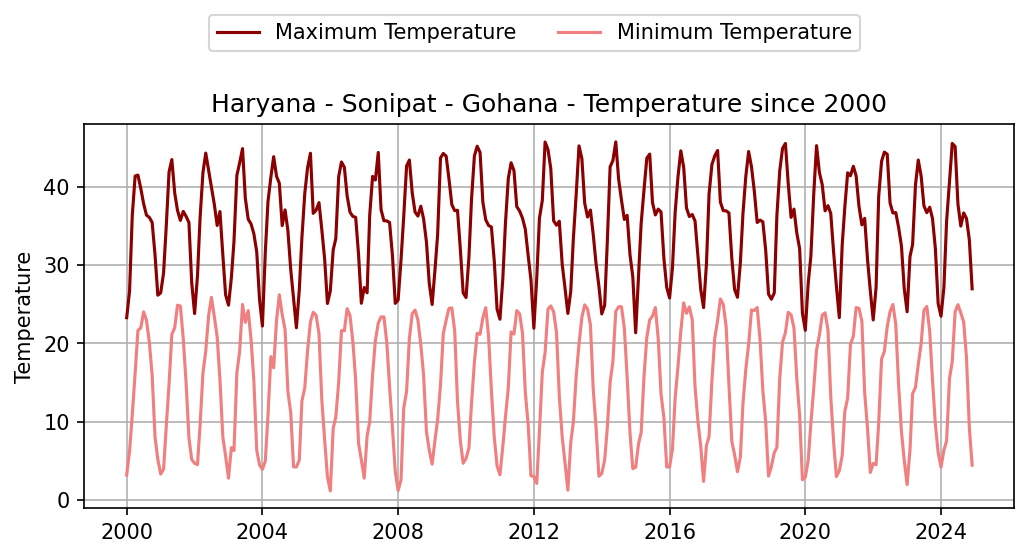 Maximum Temperature Minimum Temperature
Haryana - Sonipat - Gohana - Temperature since 2000
Temperature
40
30
20
10
0
2000 2004 2008 2012 2016 2020 2024